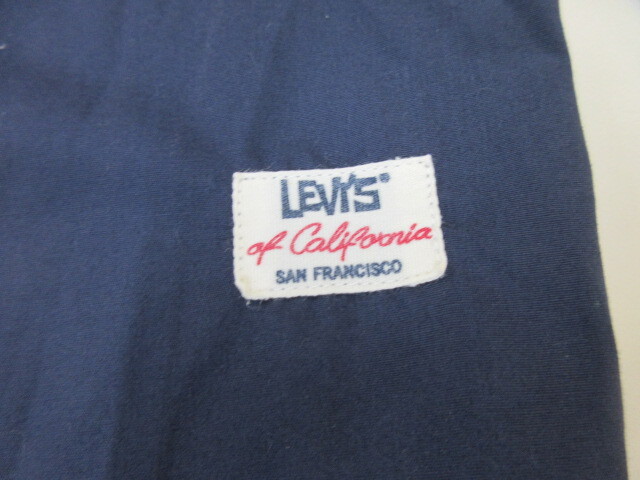 LEVI'S®
of California
SAN FRANCISCO